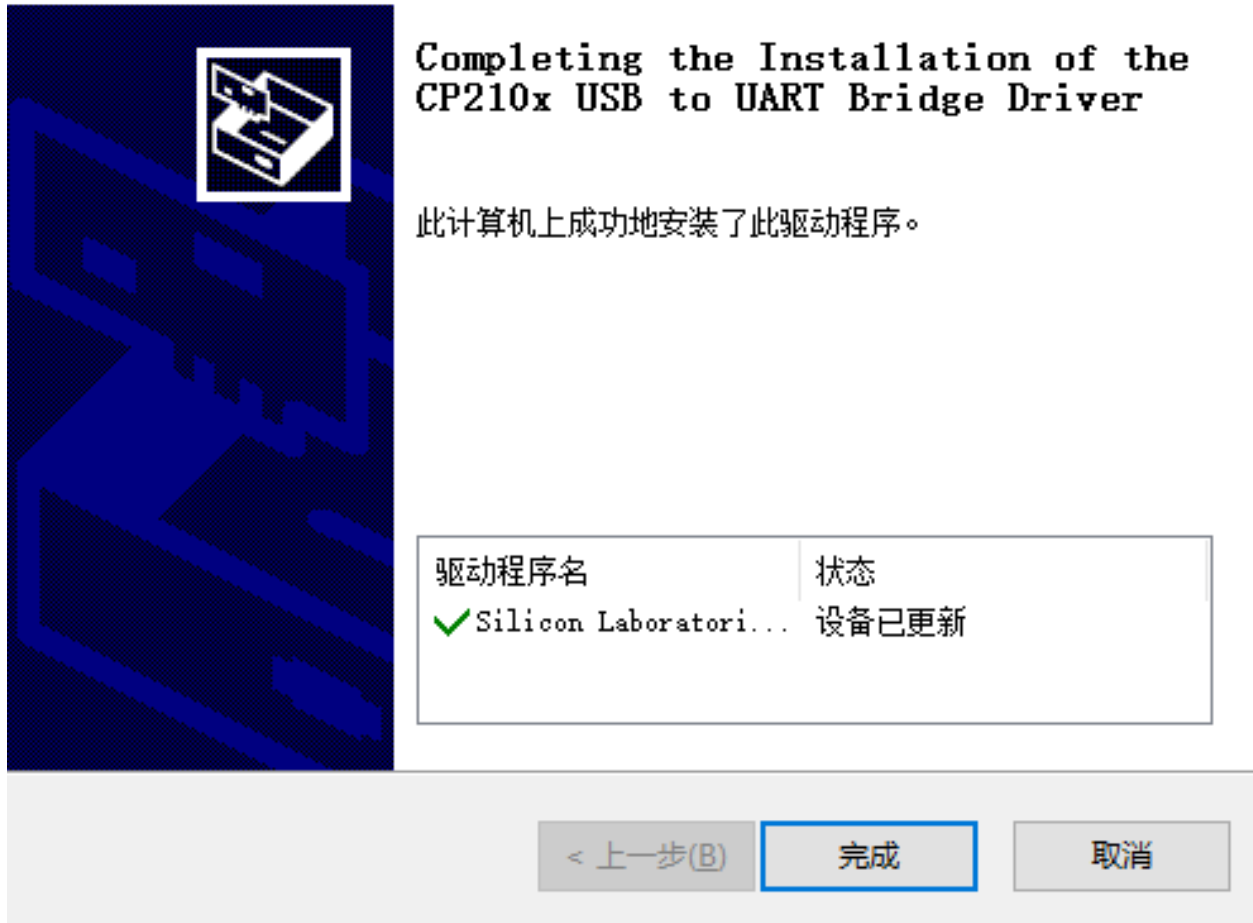 Completing the Installation of the
CP210x USB to UART Bridge Driver
此计算机上成功地安装了此驱动程序。
驱动程序名 状态
Silicon Laboratori... 设备已更新
< 上一步(B) 完成 取消